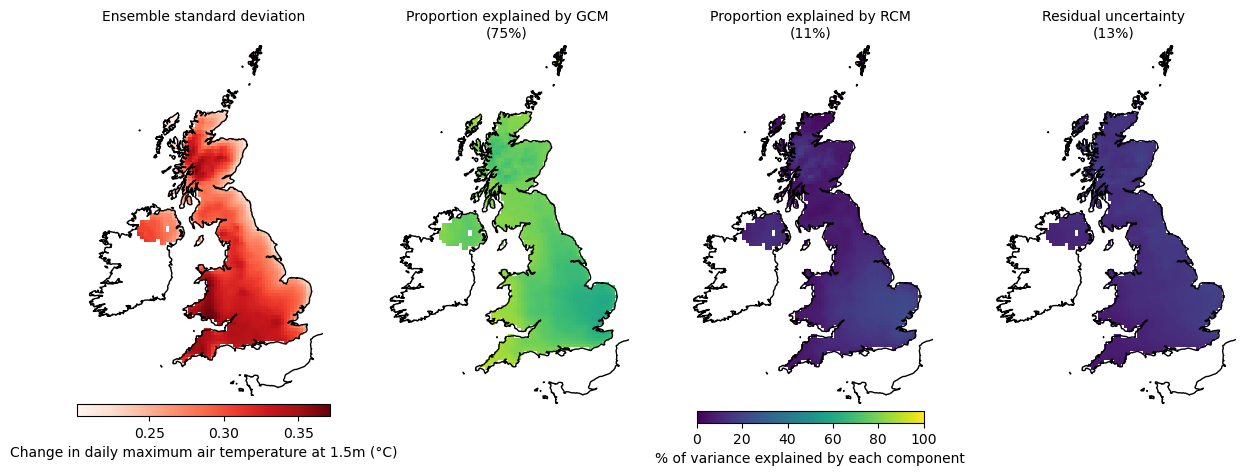 Ensemble standard deviation
Proportion explained by GCM
(75%)
Proportion explained by RCM
(11%)
Residual uncertainty
(13%)
0.25 0.30 0.35
Change in daily maximum air temperature at 1.5m (°C)
0 20 40 60 80 100
% of variance explained by each component